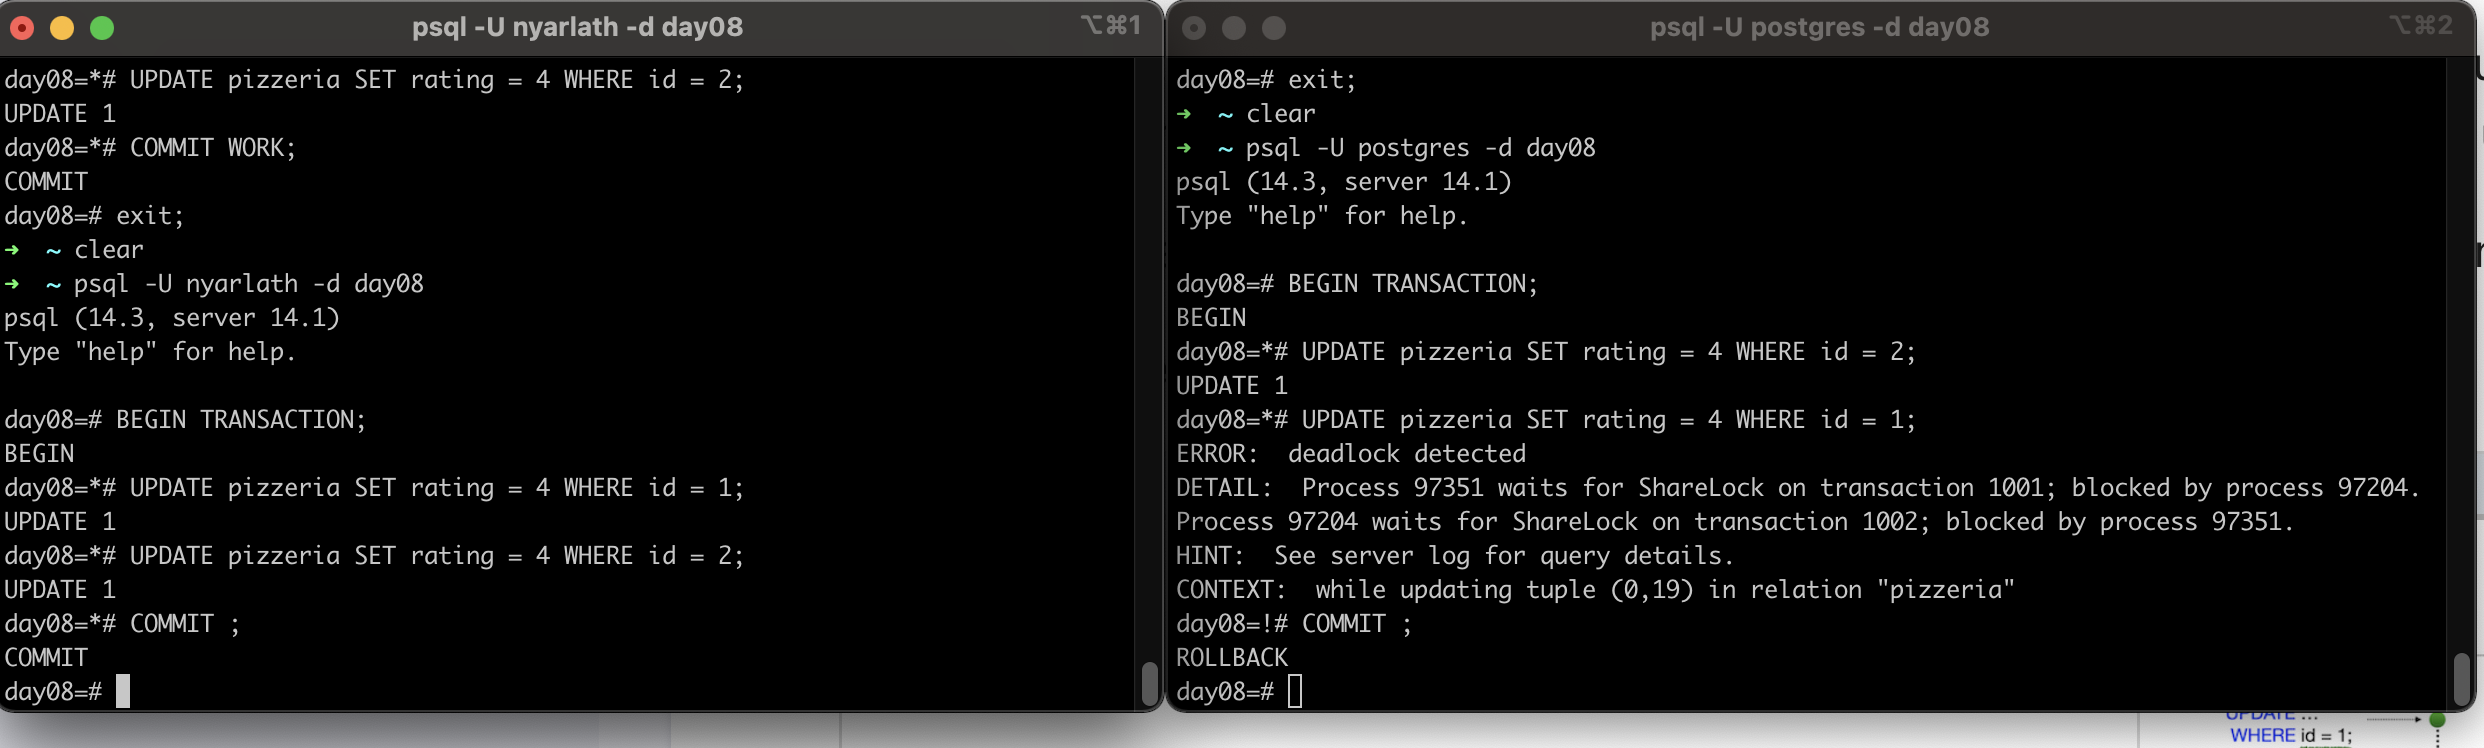 psql -U nyarlath -d day08
⌥⌘1
day08=*# UPDATE pizzeria SET rating = 4 WHERE id = 2;
UPDATE 1
day08=*# COMMIT WORK;
COMMIT
day08=# exit;
➜ ~ clear
➜ ~ psql -U nyarlath -d day08
psql (14.3, server 14.1)
Type "help" for help.
day08=# BEGIN TRANSACTION;
BEGIN
day08=*# UPDATE pizzeria SET rating = 4 WHERE id = 1;
UPDATE 1
day08=*# UPDATE pizzeria SET rating = 4 WHERE id = 2;
UPDATE 1
day08=*# COMMIT ;
COMMIT
day08=#
psql -U postgres -d day08
⌥⌘2
day08=# exit;
➜ ~ clear
➜ ~ psql -U postgres -d day08
psql (14.3, server 14.1)
Type "help" for help.
day08=# BEGIN TRANSACTION;
BEGIN
day08=*# UPDATE pizzeria SET rating = 4 WHERE id = 2;
UPDATE 1
day08=*# UPDATE pizzeria SET rating = 4 WHERE id = 1;
ERROR:  deadlock detected
DETAIL:  Process 97351 waits for ShareLock on transaction 1001; blocked by process 97204.
Process 97204 waits for ShareLock on transaction 1002; blocked by process 97351.
HINT:  See server log for query details.
CONTEXT:  while updating tuple (0,19) in relation "pizzeria"
day08=!# COMMIT ;
ROLLBACK
day08=#
UPDATE ...
WHERE id = 1;